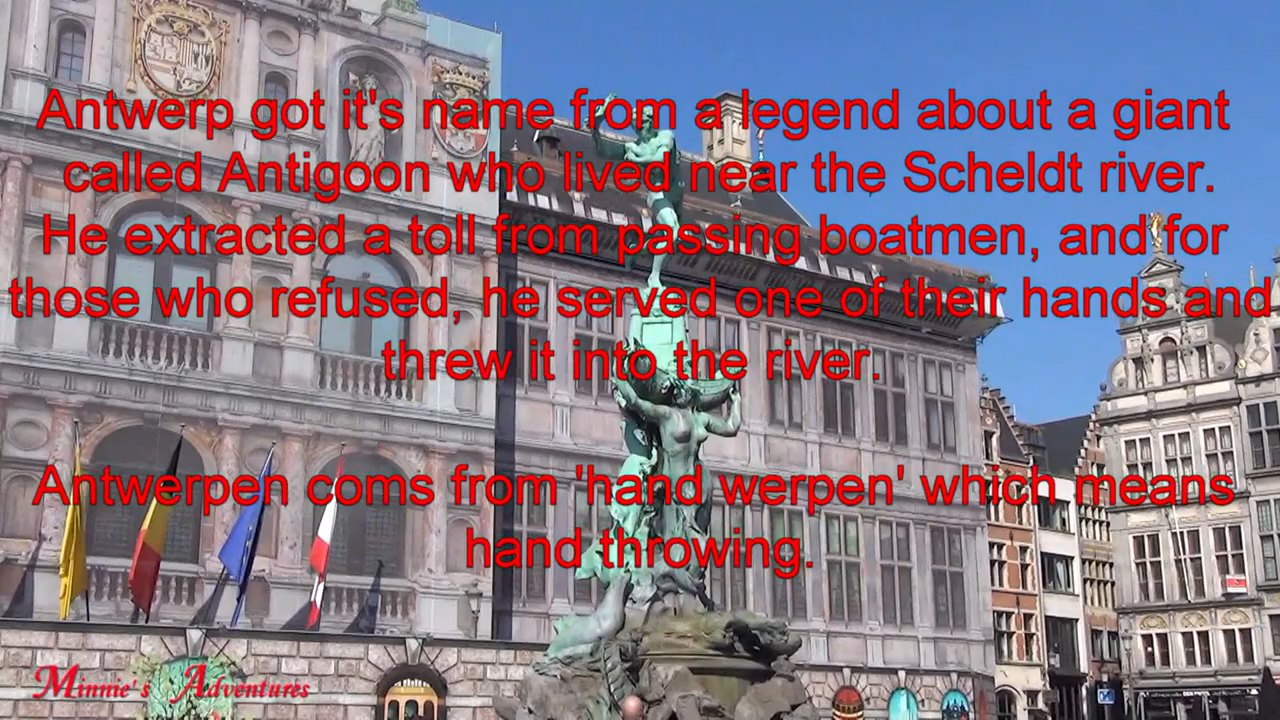 Antwerp got it's name from a legend about a giant
called Antigoon who lived near the Scheldt river.
He extracted a toll from passing boatmen, and for
those who refused, he served one of their hands and
threw it into the river.
Antwerpen coms from 'hand werpen' which means
hand throwing.
Minnie's Adventures